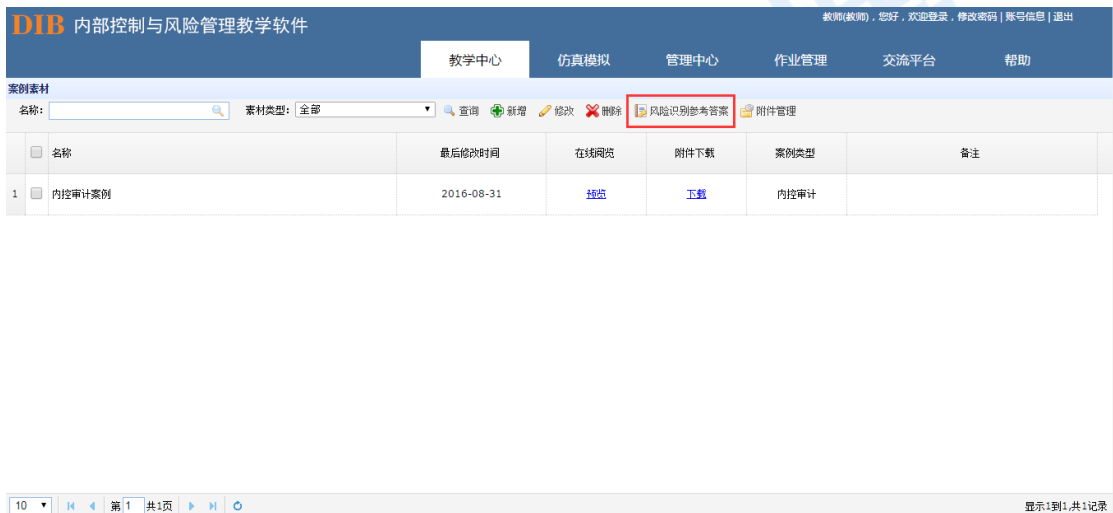 教师(教师)，您好，欢迎登录，修改密码|账号信息|退出
DIB 内部控制与风险管理教学软件
教学中心 仿真模拟 管理中心 作业管理 交流平台 帮助
案例素材
名称: 素材类型: 全部 查询 新增 修改 删除 风险识别参考答案 附件管理
名称 最后修改时间 在线阅览 附件下载 案例类型 备注
1 内控审计案例 2016-08-31 预览 下载 内控审计
10 第 1 共1页 显示1到1,共1记录